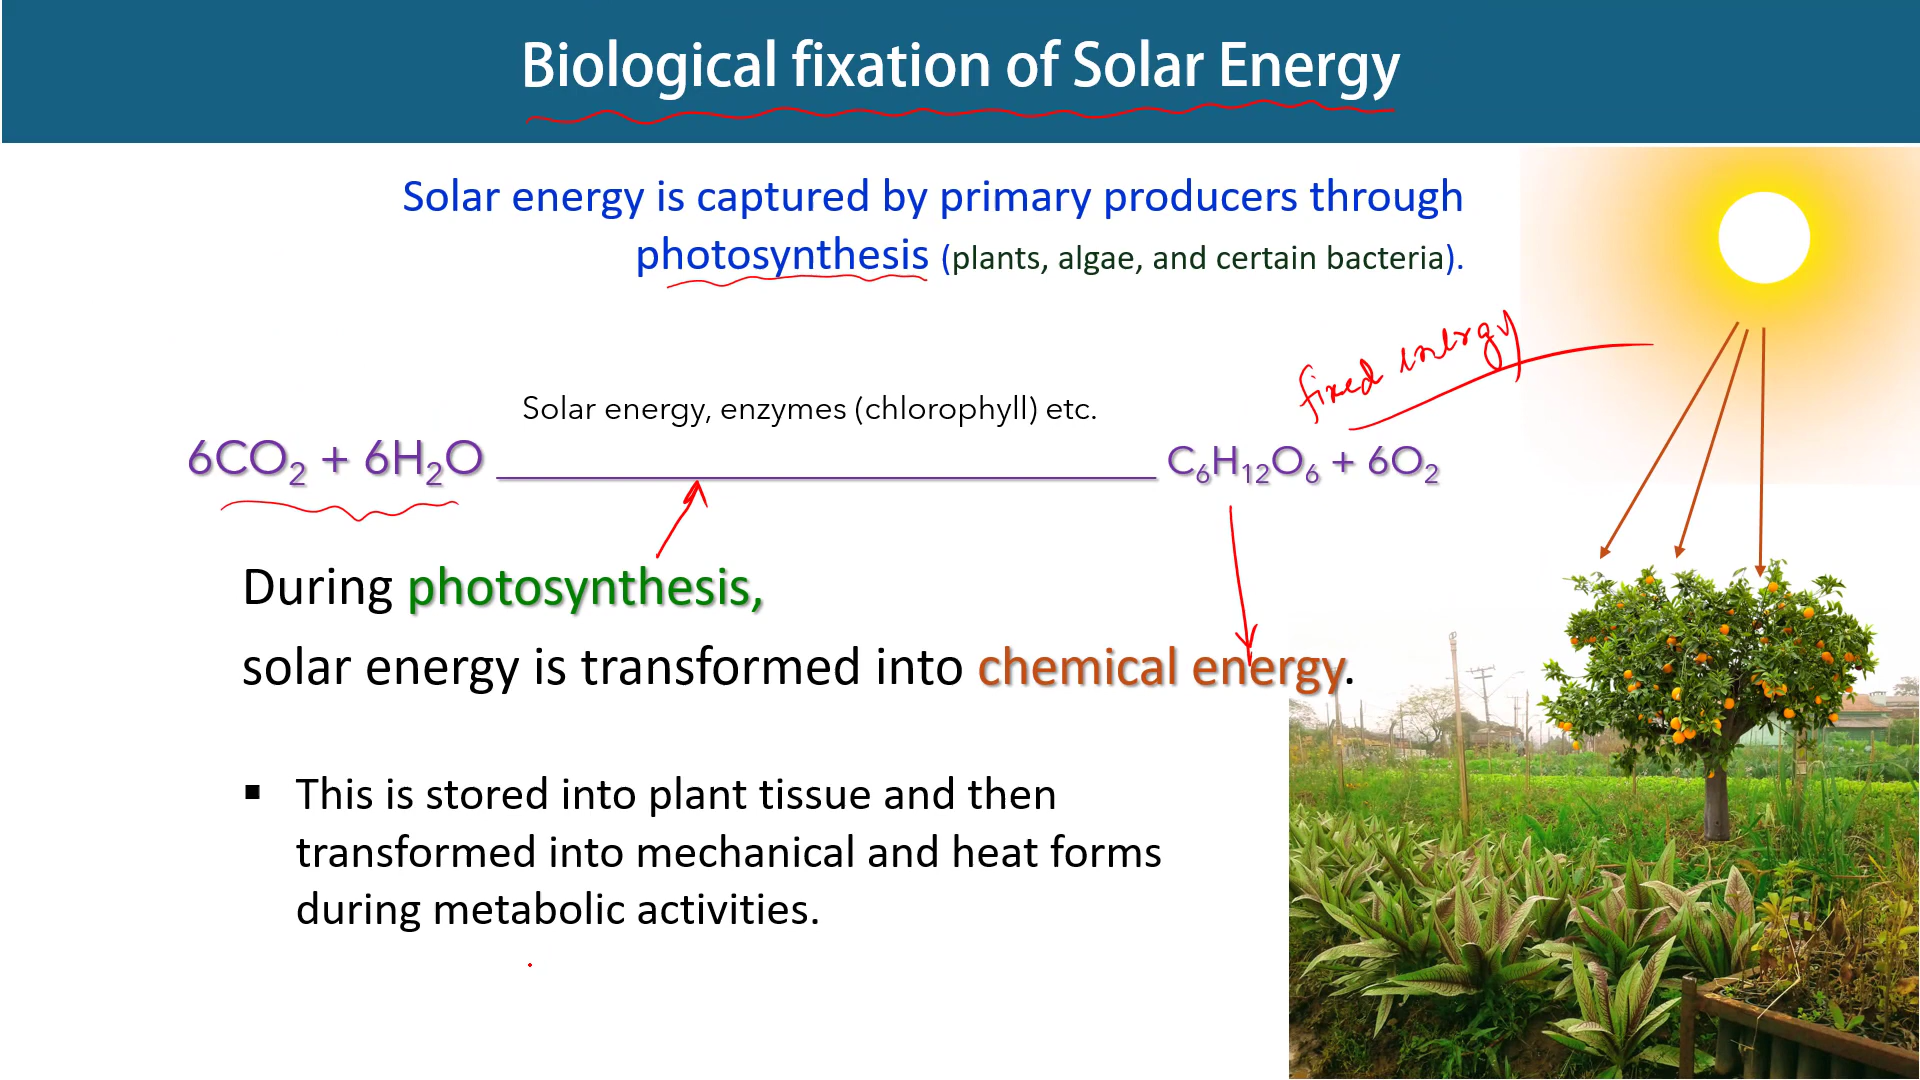 Biological fixation of Solar Energy
Solar energy is captured by primary producers through
photosynthesis (plants, algae, and certain bacteria).
fixed energy
Solar energy, enzymes (chlorophyll) etc.
6CO₂ + 6H₂O C₆H₁₂O₆ + 6O₂
During photosynthesis,
solar energy is transformed into chemical energy.
▪ This is stored into plant tissue and then
transformed into mechanical and heat forms
during metabolic activities.